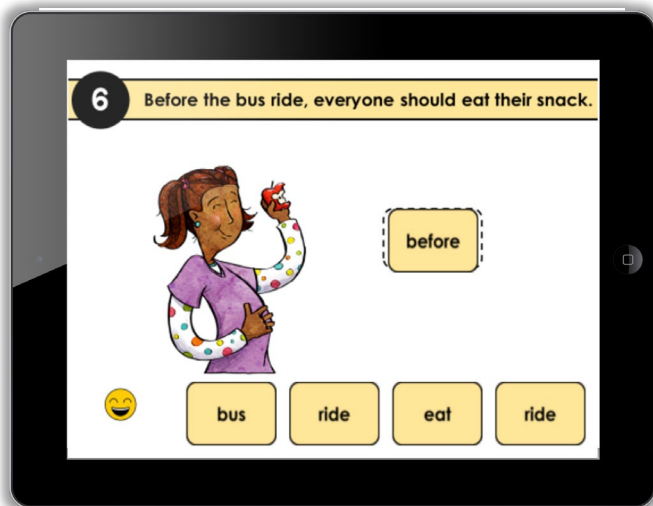 6
Before the bus ride, everyone should eat their snack.
before
bus ride eat ride